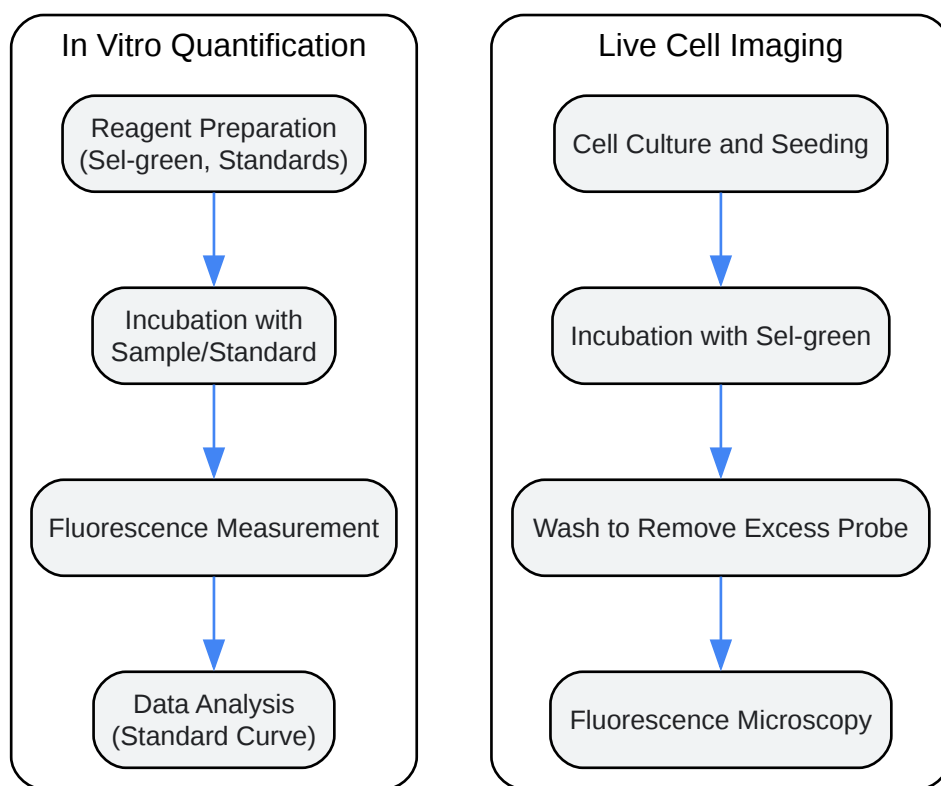 In Vitro Quantification
Reagent Preparation
(Sel-green, Standards)
Incubation with
Sample/Standard
Fluorescence Measurement
Data Analysis
(Standard Curve)
Live Cell Imaging
Cell Culture and Seeding
Incubation with Sel-green
Wash to Remove Excess Probe
Fluorescence Microscopy